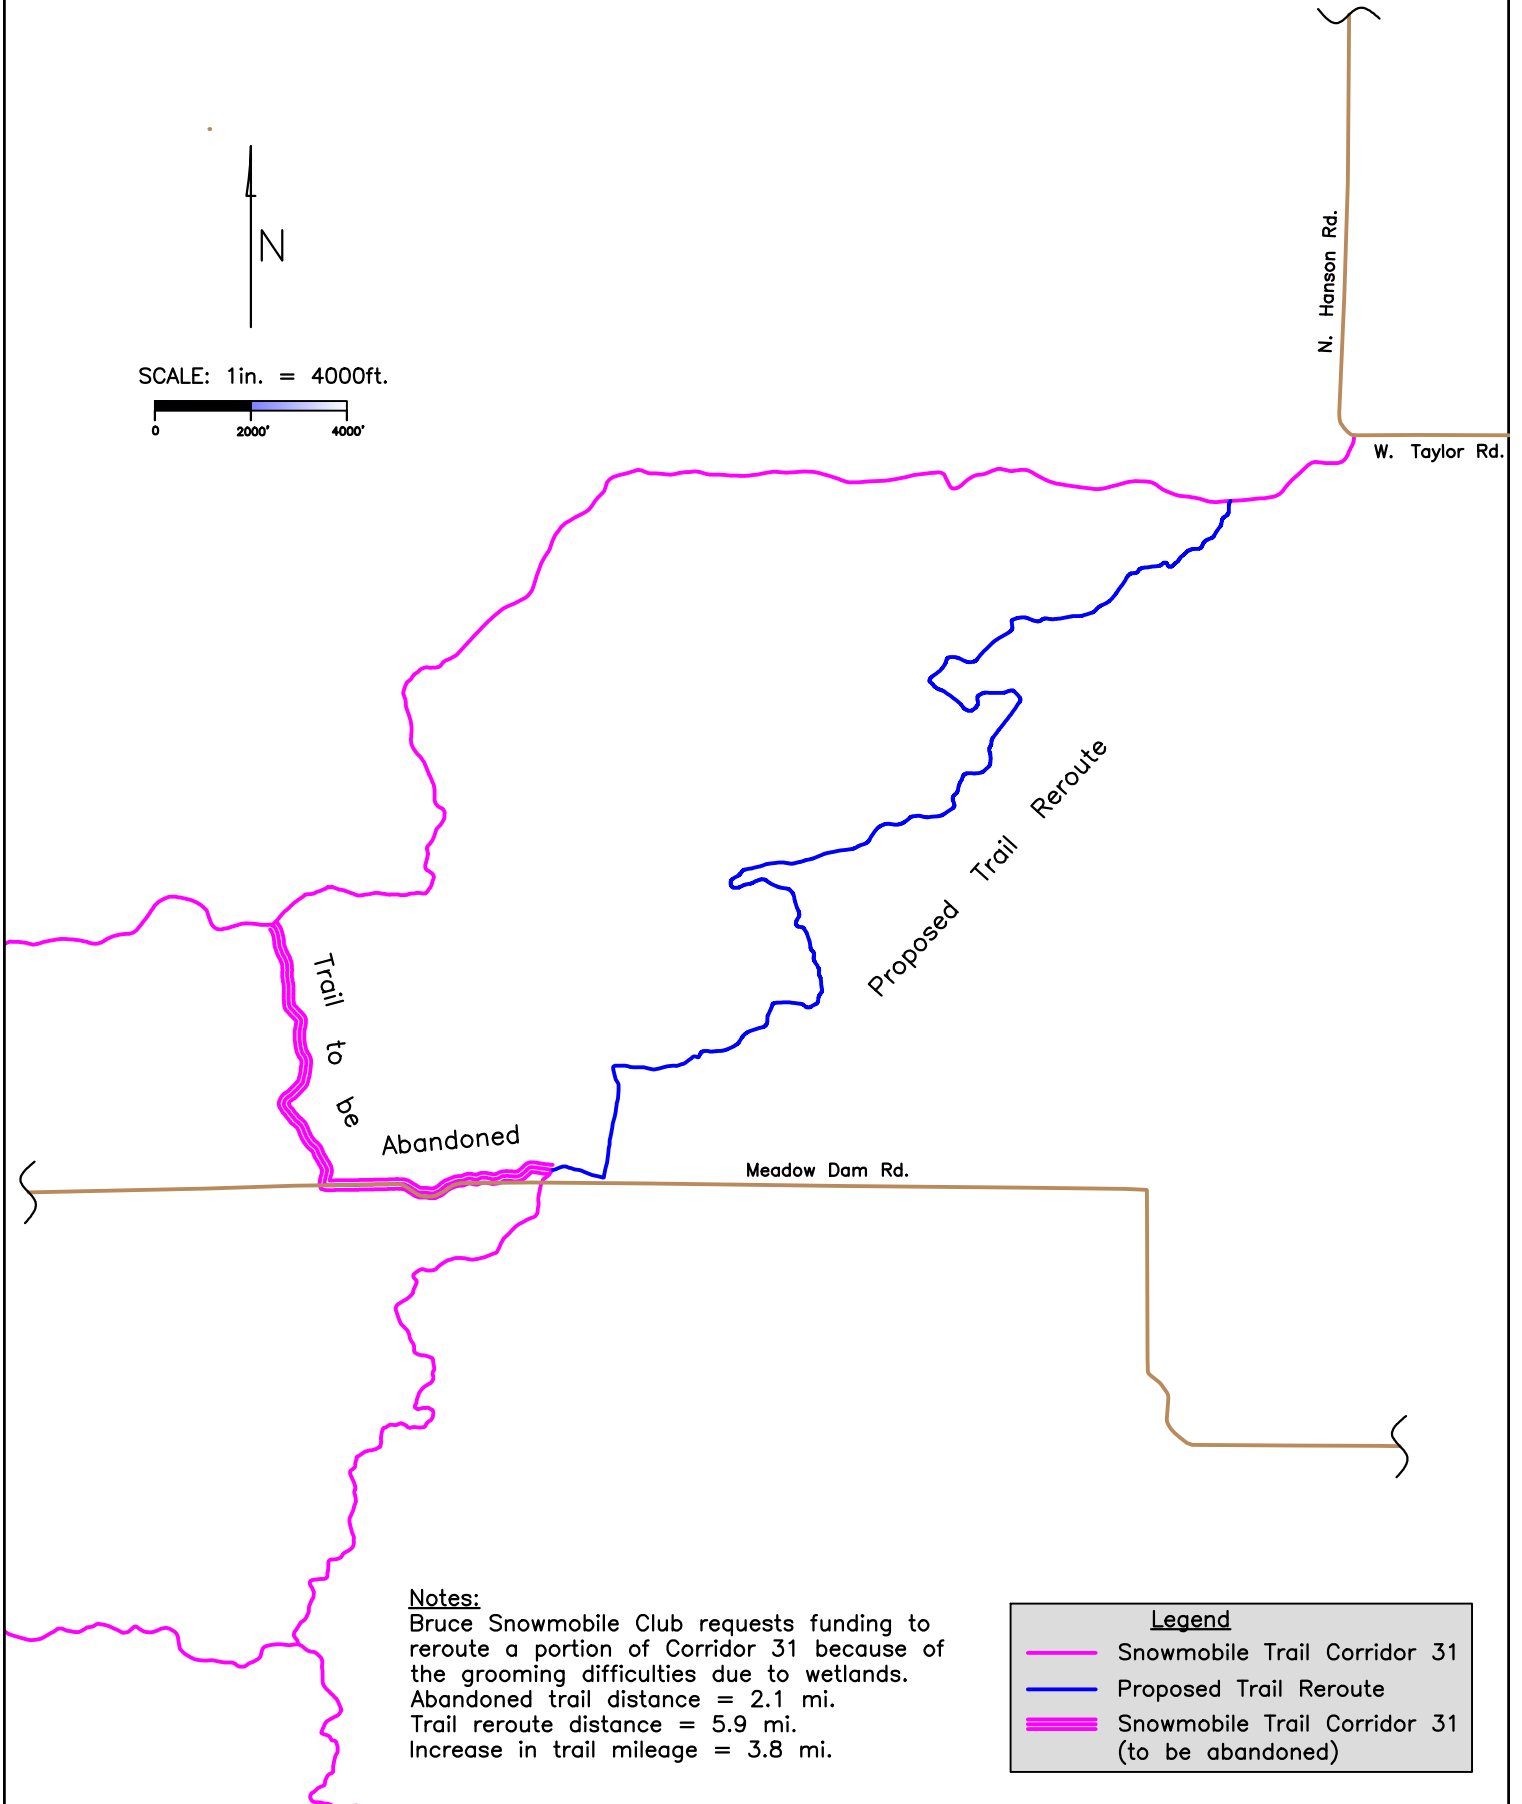 N. Hanson Rd.
N
SCALE: 1in. = 4000ft.
0 2000' 4000'
W. Taylor Rd.
Proposed Trail Reroute
Trail to be Abandoned
Meadow Dam Rd.
Notes:
Bruce Snowmobile Club requests funding to
reroute a portion of Corridor 31 because of
the grooming difficulties due to wetlands.
Abandoned trail distance = 2.1 mi.
Trail reroute distance = 5.9 mi.
Increase in trail mileage = 3.8 mi.
Legend
Snowmobile Trail Corridor 31
Proposed Trail Reroute
Snowmobile Trail Corridor 31
(to be abandoned)